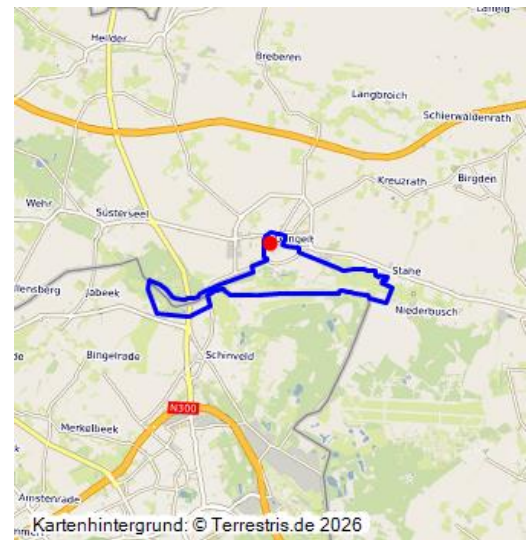 Heilder
Breberen
Langbroich
Schierwaldenrath
Kreuzrath
Birgden
Wehr
Süsterseel
Stahe
Jabeek
Niederbusch
Bingelrade
Schinveld
N300
Merkelbeek
Amstenrade
Kartenhintergrund: © Terrestris.de 2026